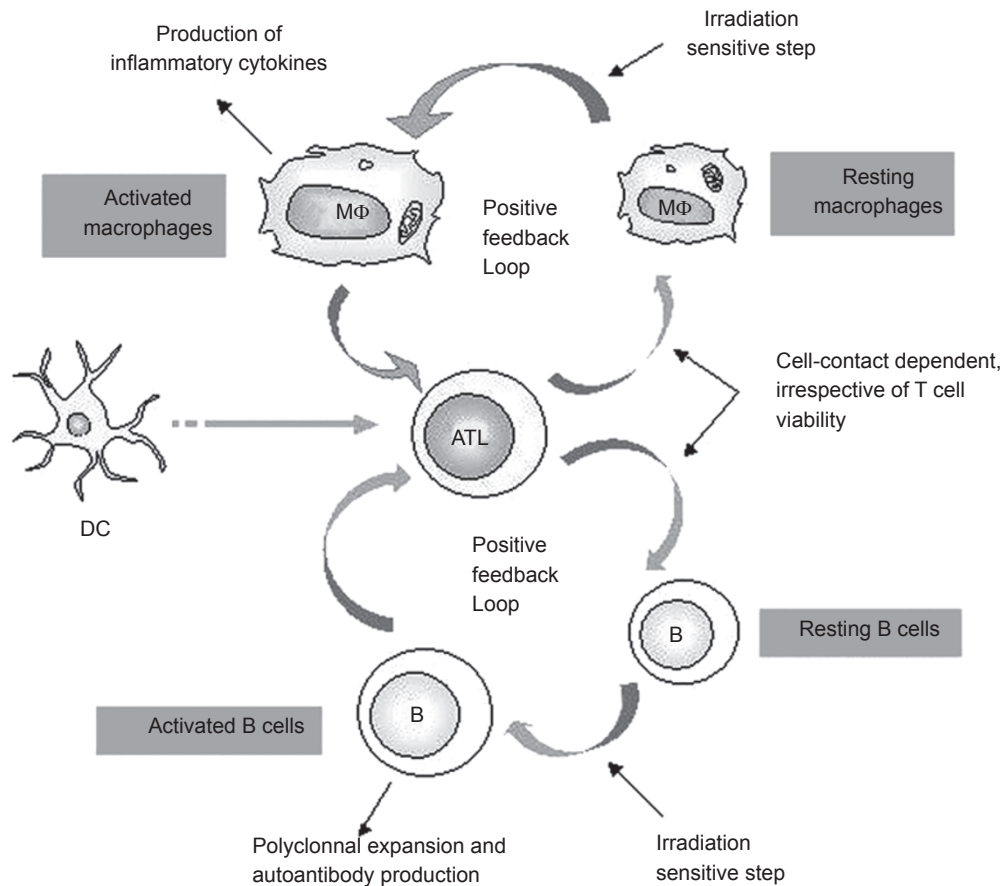 Production of
inflammatory cytokines
Irradiation
sensitive step
Activated
macrophages
MΦ
Positive
feedback
Loop
MΦ
Resting
macrophages
Cell-contact dependent,
irrespective of T cell
viability
ATL
DC
Positive
feedback
Loop
B
Resting B cells
Activated B cells
B
Polyclonnal expansion and
autoantibody production
Irradiation
sensitive step